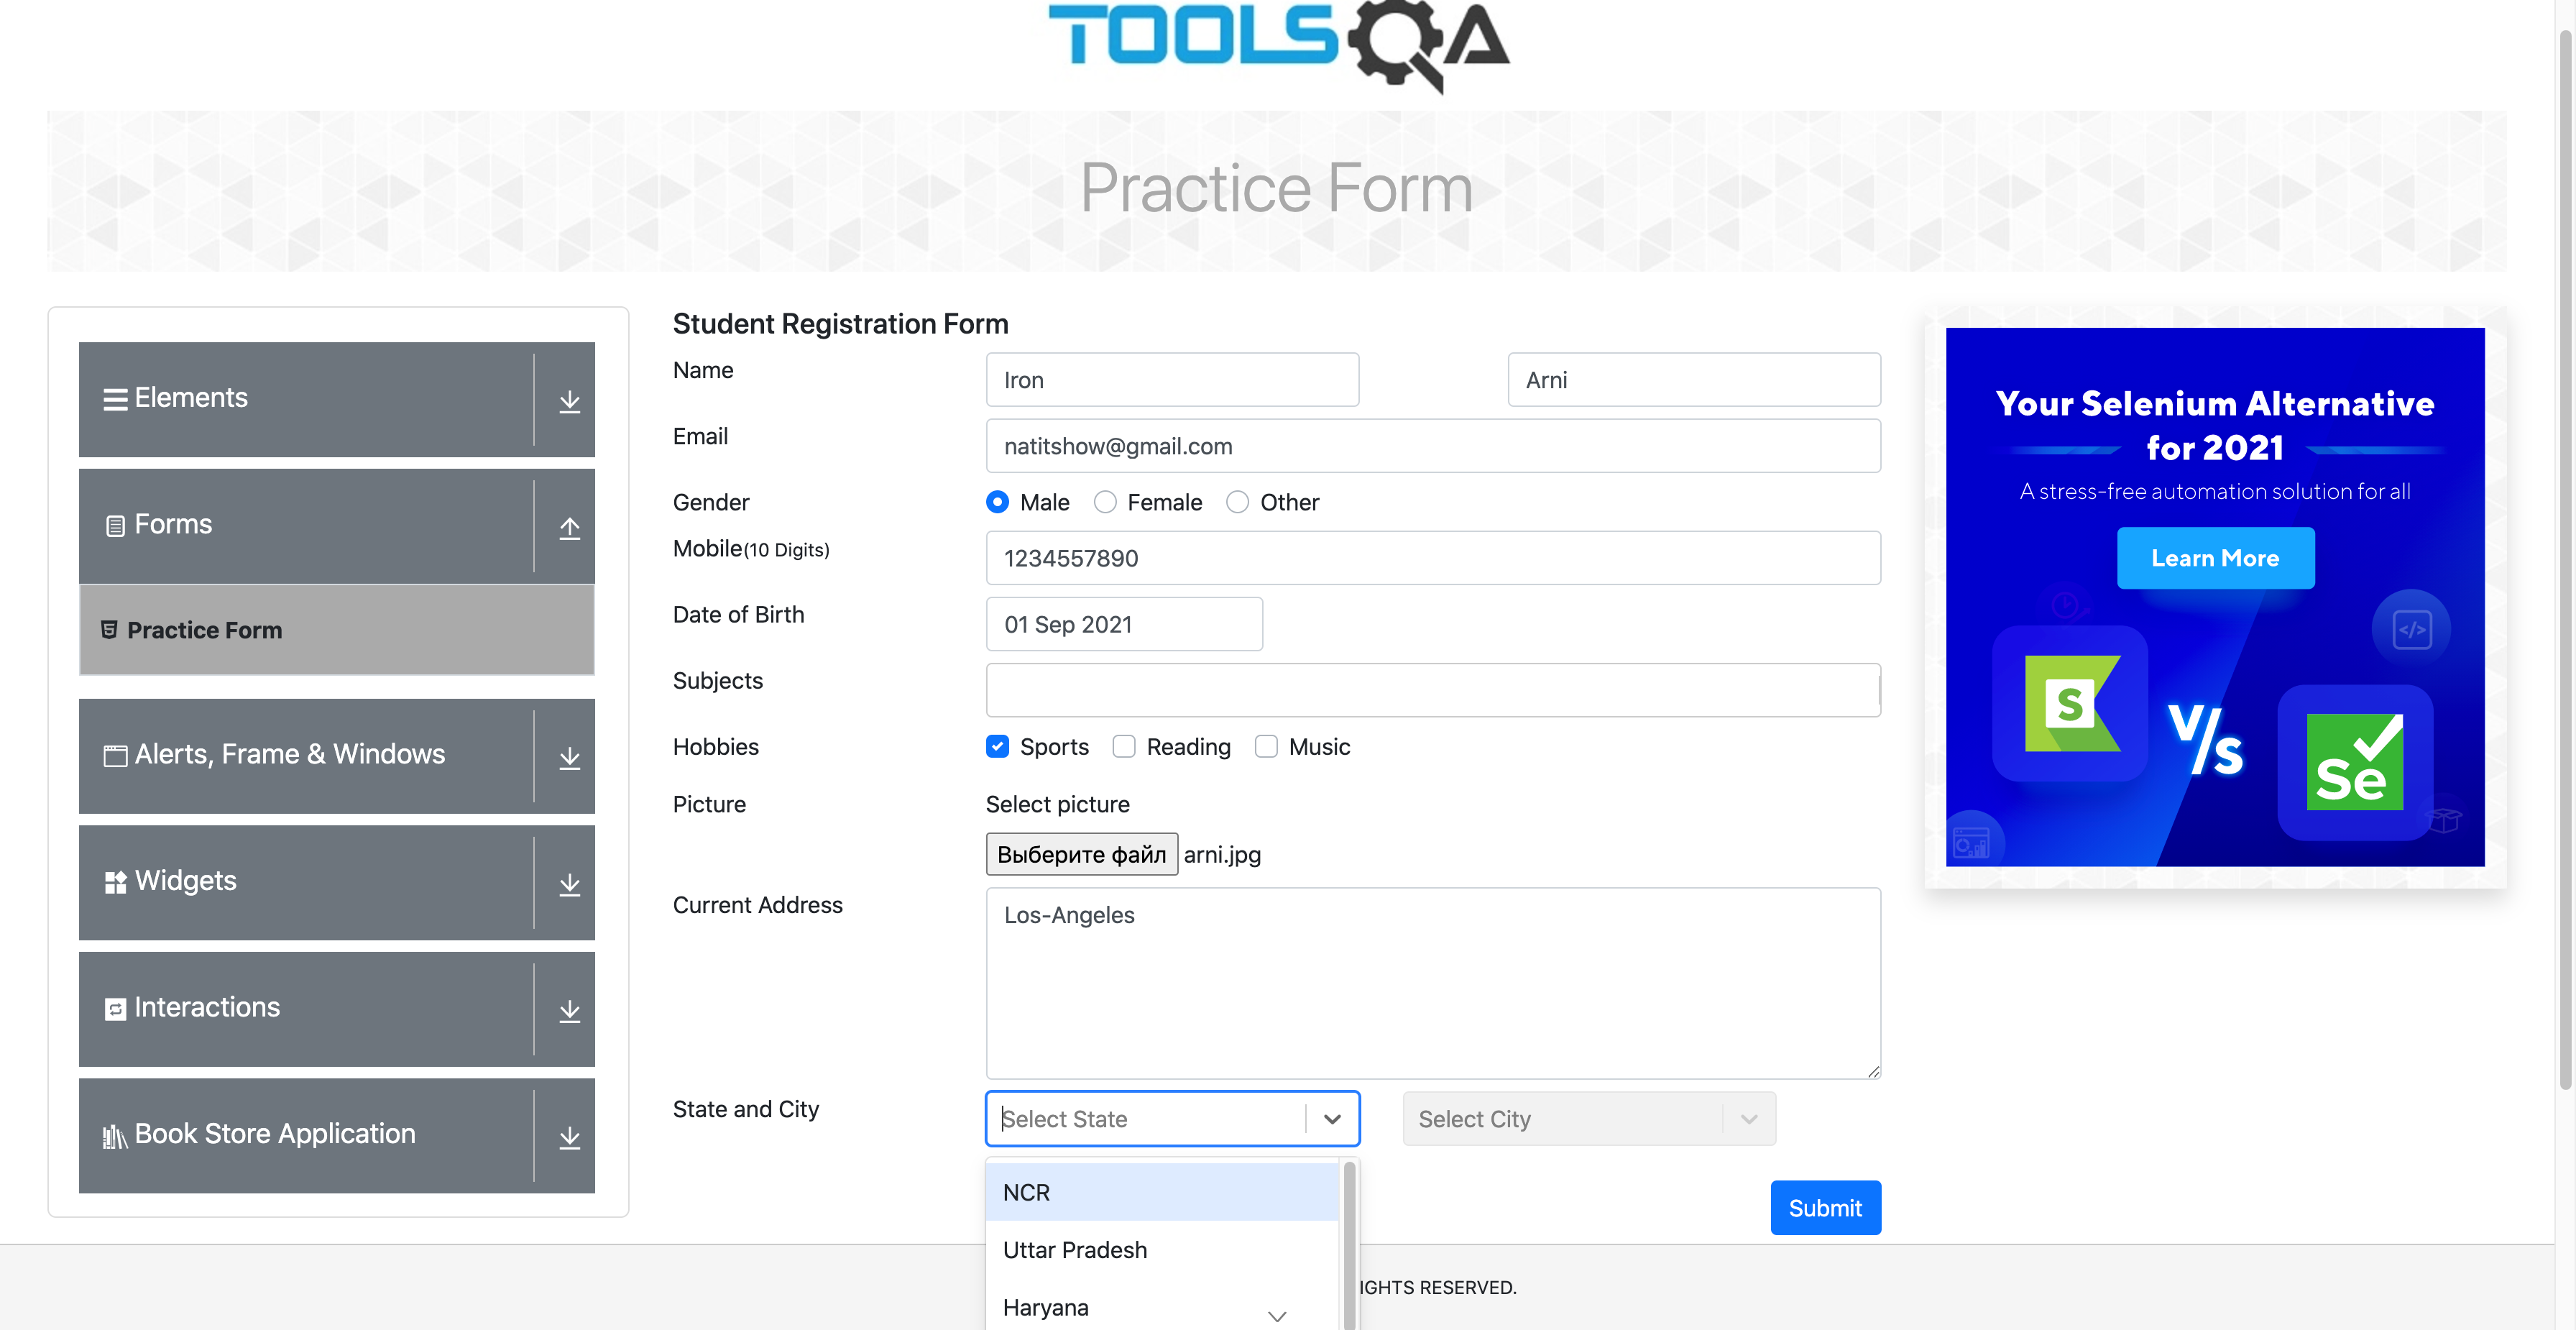 TOOLSQA
Practice Form
Elements
Forms
Practice Form
Alerts, Frame & Windows
Widgets
Interactions
Book Store Application
Student Registration Form
Name
Iron
Arni
Email
natitshow@gmail.com
Gender
Male
Female
Other
Mobile(10 Digits)
1234557890
Date of Birth
01 Sep 2021
Subjects
Hobbies
Sports
Reading
Music
Picture
Select picture
Выберите файл arni.jpg
Current Address
Los-Angeles
State and City
Select State
Select City
NCR
Uttar Pradesh
Haryana
Submit
IGHTS RESERVED.
Your Selenium Alternative
for 2021
A stress-free automation solution for all
Learn More
</>
S
V/s
Se